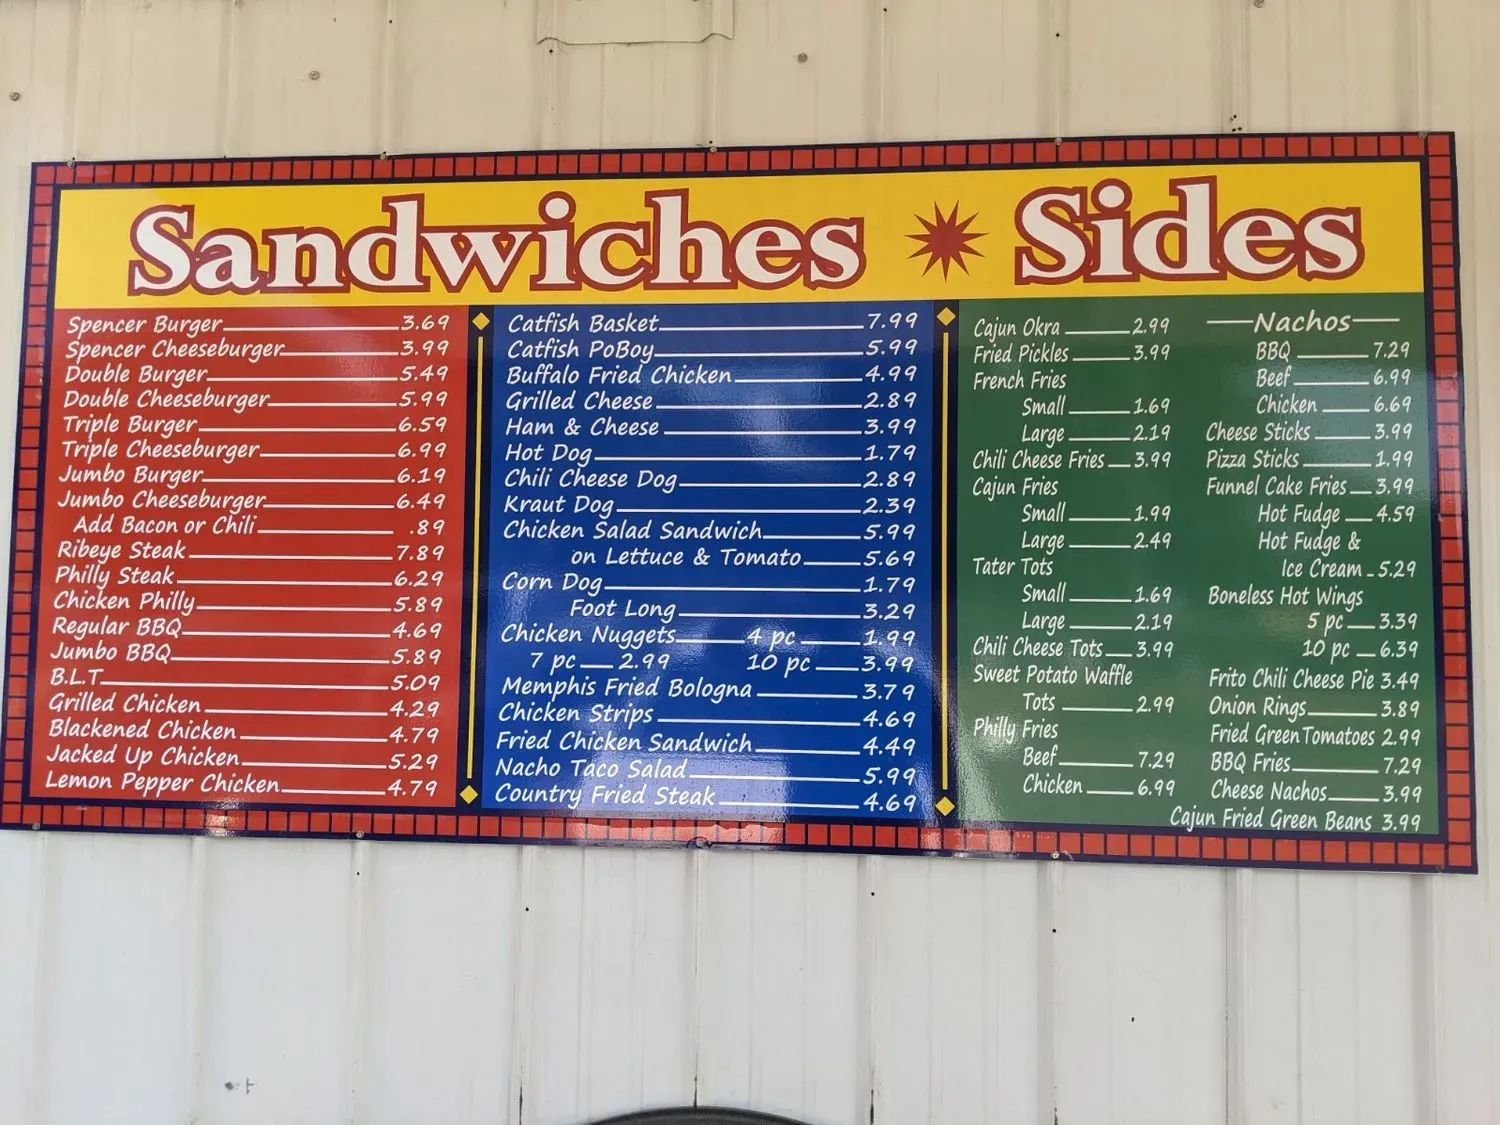 Sandwiches Sides
Spencer Burger 3.69
Spencer Cheeseburger 3.99
Double Burger 5.49
Double Cheeseburger 5.99
Triple Burger 6.59
Triple Cheeseburger 6.99
Jumbo Burger 6.19
Jumbo Cheeseburger 6.49
Add Bacon or Chili .89
Ribeye Steak 7.89
Philly Steak 6.29
Chicken Philly 5.89
Regular BBQ 4.69
Jumbo BBQ 5.89
B.L.T 5.09
Grilled Chicken 4.29
Blackened Chicken 4.79
Jacked Up Chicken 5.29
Lemon Pepper Chicken 4.79
Catfish Basket 7.99
Catfish PoBoy 5.99
Buffalo Fried Chicken 4.99
Grilled Cheese 2.89
Ham & Cheese 3.99
Hot Dog 1.79
Chili Cheese Dog 2.89
Kraut Dog 2.39
Chicken Salad Sandwich 5.99
on Lettuce & Tomato 5.69
Corn Dog 1.79
Foot Long 3.29
Chicken Nuggets 4 pc 1.99
7 pc 2.99 10 pc 3.99
Memphis Fried Bologna 3.79
Chicken Strips 4.69
Fried Chicken Sandwich 4.49
Nacho Taco Salad 5.99
Country Fried Steak 4.69
Cajun Okra 2.99
Fried Pickles 3.99
French Fries
Small 1.69
Large 2.19
Chili Cheese Fries 3.99
Cajun Fries
Small 1.99
Large 2.49
Tater Tots
Small 1.69
Large 2.19
Chili Cheese Tots 3.99
Sweet Potato Waffle
Tots 2.99
Philly Fries
Beef 7.29
Chicken 6.99
Nachos
BBQ 7.29
Beef 6.99
Chicken 6.69
Cheese Sticks 3.99
Pizza Sticks 1.99
Funnel Cake Fries 3.99
Hot Fudge 4.59
Hot Fudge &
Ice Cream 5.29
Boneless Hot Wings
5 pc 3.39
10 pc 6.39
Frito Chili Cheese Pie 3.49
Onion Rings 3.89
Fried Green Tomatoes 2.99
BBQ Fries 7.29
Cheese Nachos 3.99
Cajun Fried Green Beans 3.99